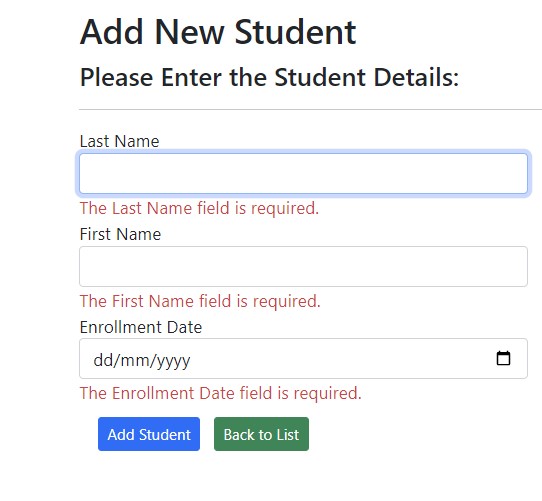 Add New Student
Please Enter the Student Details:
Last Name
The Last Name field is required.
First Name
The First Name field is required.
Enrollment Date
dd/mm/yyyy
The Enrollment Date field is required.
Add Student Back to List